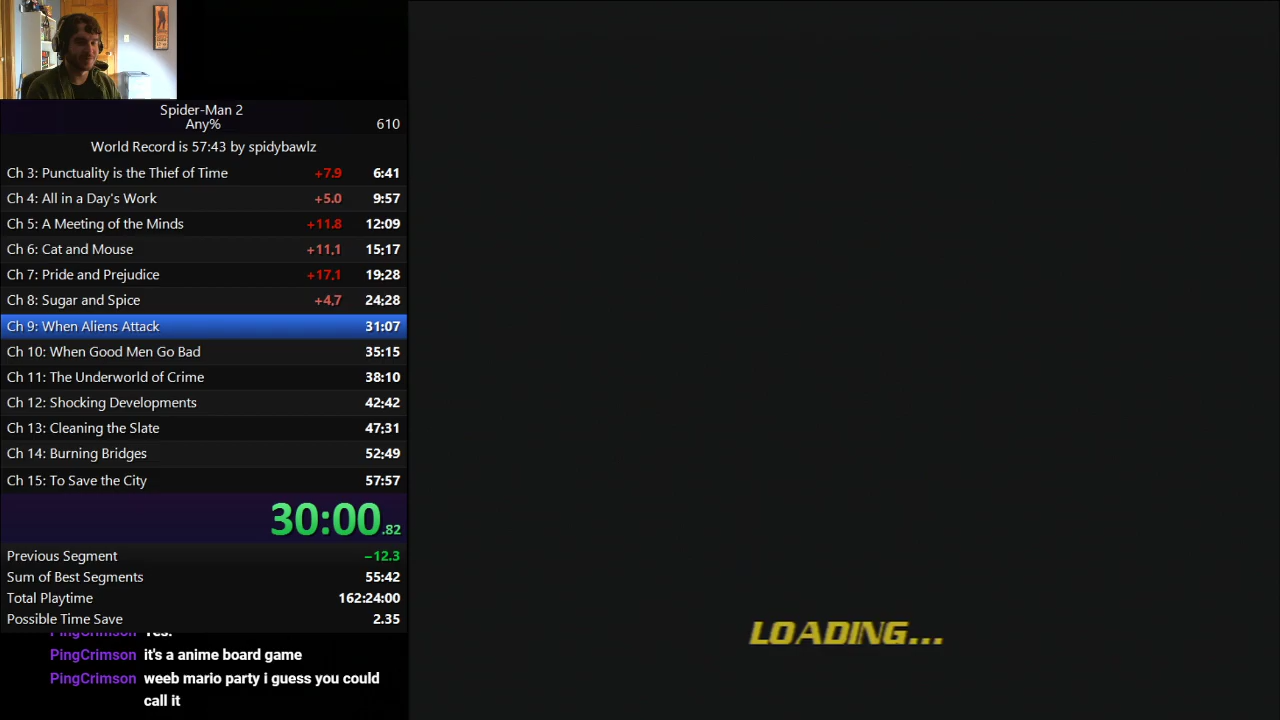 Spider-Man 2
Any%
610
World Record is 57:43 by spidybawlz
Ch 3: Punctuality is the Thief of Time +7.9 6:41
Ch 4: All in a Day's Work +5.0 9:57
Ch 5: A Meeting of the Minds +11.8 12:09
Ch 6: Cat and Mouse +11.1 15:17
Ch 7: Pride and Prejudice +17.1 19:28
Ch 8: Sugar and Spice +4.7 24:28
Ch 9: When Aliens Attack 31:07
Ch 10: When Good Men Go Bad 35:15
Ch 11: The Underworld of Crime 38:10
Ch 12: Shocking Developments 42:42
Ch 13: Cleaning the Slate 47:31
Ch 14: Burning Bridges 52:49
Ch 15: To Save the City 57:57
30:00.82
Previous Segment −12.3
Sum of Best Segments 55:42
Total Playtime 162:24:00
Possible Time Save 2.35
PingCrimson Yes.
PingCrimson it's a anime board game
PingCrimson weeb mario party i guess you could
call it
LOADING...